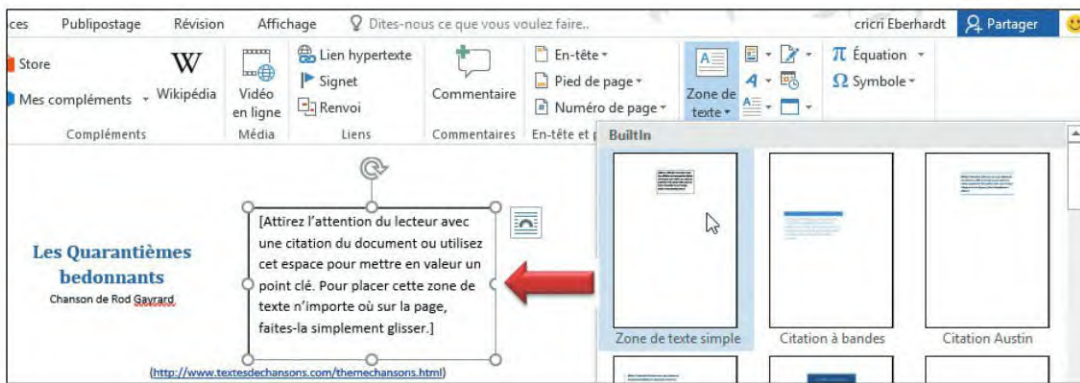 ces Publipostage Révision Affichage Dites-nous ce que vous voulez faire.. cricri Eberhardt Partager
Store
Mes compléments
W
Wikipédia
Compléments
Vidéo
en ligne
Média
Lien hypertexte
Signet
Renvoi
Liens
Commentaire
Commentaires
En-tête
Pied de page
Numéro de page
En-tête et p
Zone de
texte
π Équation
Ω Symbole
BuiltIn
Zone de texte simple Citation à bandes Citation Austin
Les Quarantièmes
bedonnants
Chanson de Rod Gayrard
[Attirez l'attention du lecteur avec
une citation du document ou utilisez
cet espace pour mettre en valeur un
point clé. Pour placer cette zone de
texte n'importe où sur la page,
faites-la simplement glisser.]
(http://www.textesdechansons.com/themechansons.html)